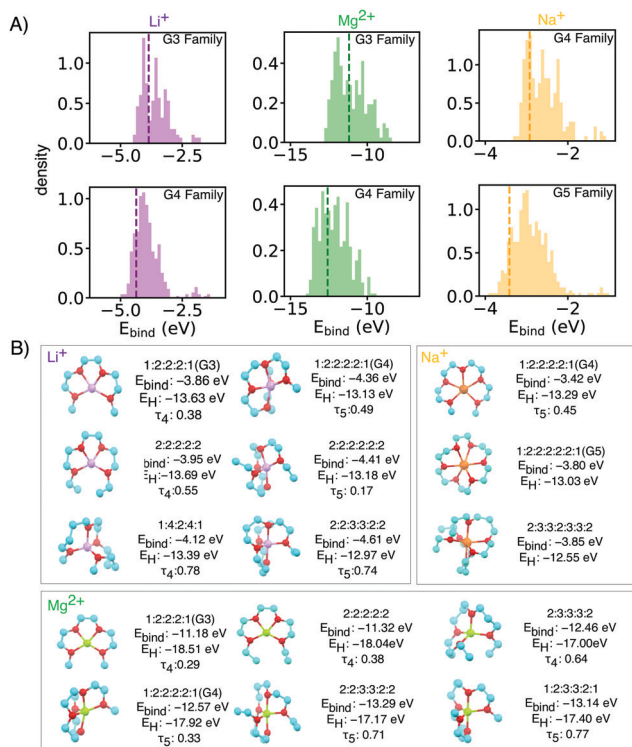 A)
Li+
Mg2+
Na+
G3 Family
G3 Family
G4 Family
1.0
0.5
0.0
−5.0
−2.5
0.4
0.2
0.0
−15
−10
1.0
0.5
0.0
−4
−2
density
G4 Family
G4 Family
G5 Family
1.0
0.5
0.0
−5.0
−2.5
Ebind (eV)
0.4
0.2
0.0
−15
−10
Ebind (eV)
1.0
0.5
0.0
−4
−2
Ebind (eV)
B)
Li+
1:2:2:2:1(G3)
Ebind: −3.86 eV
EH: −13.63 eV
τ4: 0.38
1:2:2:2:2:1(G4)
Ebind: −4.36 eV
EH: −13.13 eV
τ5: 0.49
2:2:2:2:2
bind: −3.95 eV
EH: −13.69 eV
τ4:0.55
2:2:2:2:2:2
Ebind: −4.41 eV
EH: −13.18 eV
τ5: 0.17
1:4:2:4:1
Ebind: −4.12 eV
EH: −13.39 eV
τ4: 0.78
2:2:3:3:2:2
Ebind: −4.61 eV
EH: −12.97 eV
τ5: 0.74
Na+
1:2:2:2:2:1(G4)
Ebind: −3.42 eV
EH: −13.29 eV
τ5: 0.45
1:2:2:2:2:2:1(G5)
Ebind: −3.80 eV
EH: −13.03 eV
2:3:3:2:3:3:2
Ebind: −3.85 eV
EH: −12.55 eV
Mg2+
1:2:2:2:1(G3)
Ebind: −11.18 eV
EH: −18.51 eV
τ4:0.29
2:2:2:2:2
Ebind: −11.32 eV
EH: −18.04eV
τ4: 0.38
2:3:3:3:2
Ebind: −12.46 eV
EH: −17.00eV
τ4: 0.64
1:2:2:2:2:1(G4)
Ebind: −12.57 eV
EH: −17.92 eV
τ5: 0.33
2:2:3:3:2:2
Ebind: −13.29 eV
EH: −17.17 eV
τ5: 0.71
1:2:3:3:2:1
Ebind: −13.14 eV
EH: −17.40 eV
τ5: 0.77